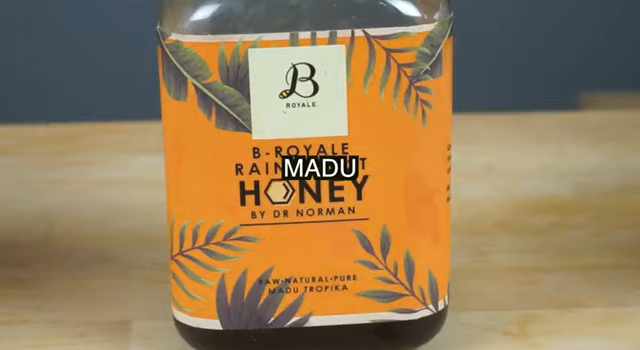 B
ROYALE
B-ROYALE
MADU
HONEY
BY DR NORMAN
RAW·NATURAL·PURE
MADU TROPIKA